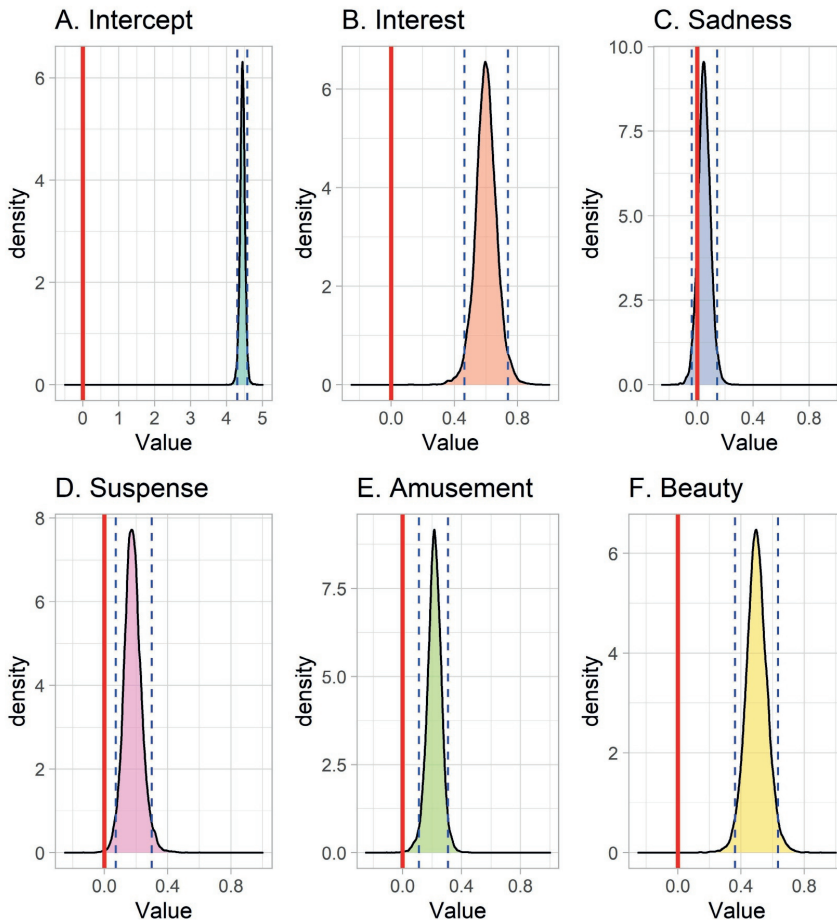 A. Intercept
B. Interest
C. Sadness
density
6
4
2
0
0
1
2
3
4
5
Value
density
6
4
2
0
0.0
0.4
0.8
Value
density
10.0
7.5
5.0
2.5
0.0
0.0
0.4
0.8
Value
D. Suspense
E. Amusement
F. Beauty
density
8
6
4
2
0
0.0
0.4
0.8
Value
density
7.5
5.0
2.5
0.0
0.0
0.4
0.8
Value
density
6
4
2
0
0.0
0.4
0.8
Value